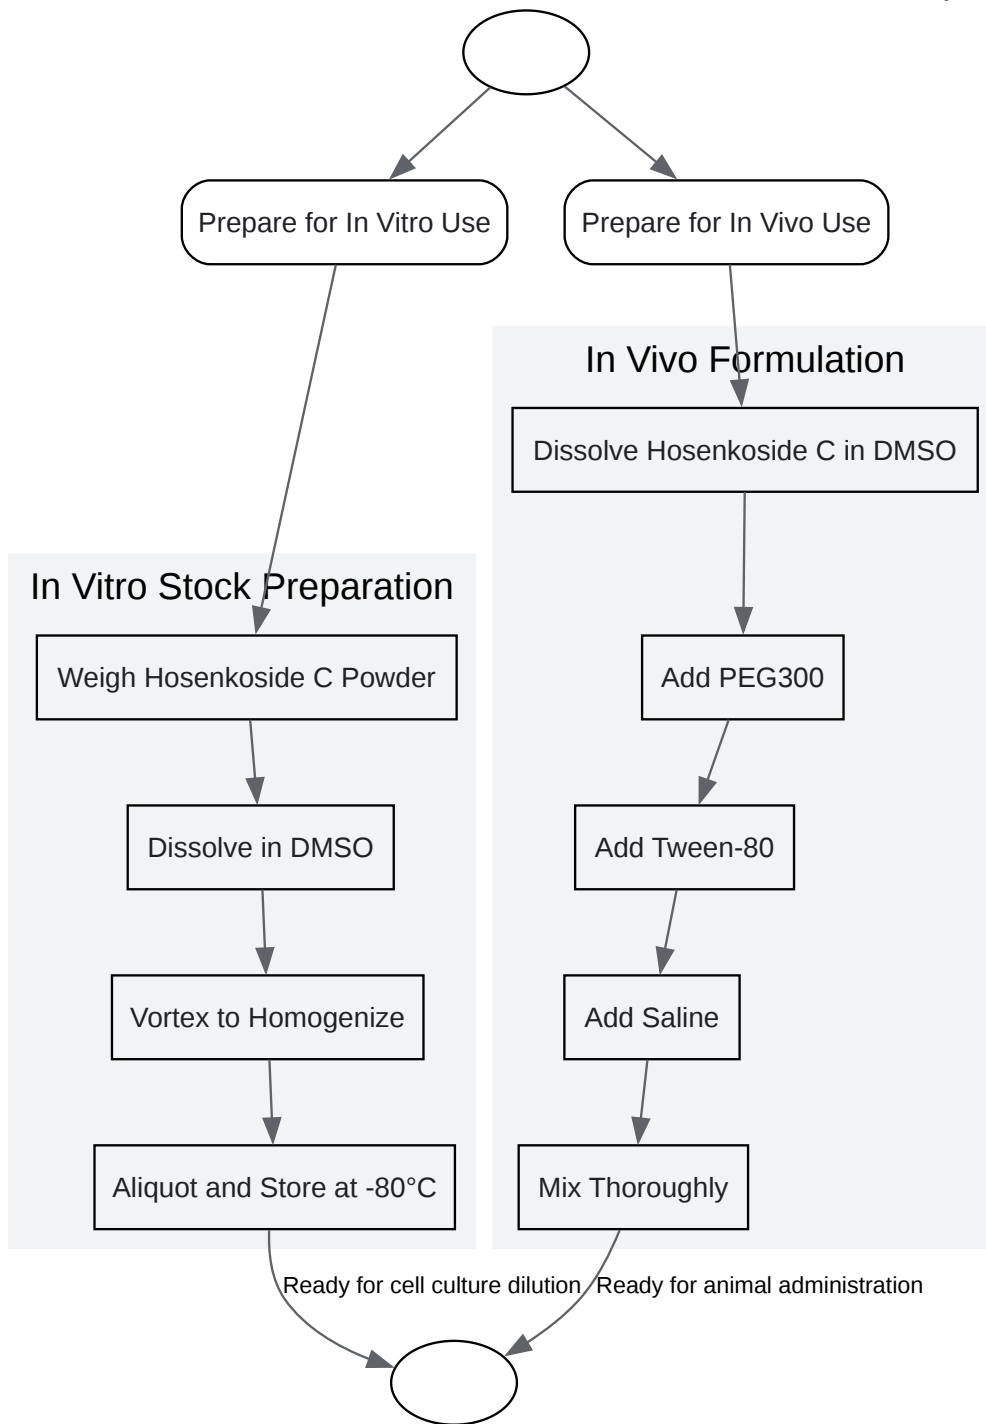 Prepare for In Vitro Use
Prepare for In Vivo Use
In Vivo Formulation
Dissolve Hosenkoside C in DMSO
In Vitro Stock Preparation
Weigh Hosenkoside C Powder
Add PEG300
Dissolve in DMSO
Add Tween-80
Vortex to Homogenize
Add Saline
Aliquot and Store at -80°C
Mix Thoroughly
Ready for cell culture dilution
Ready for animal administration